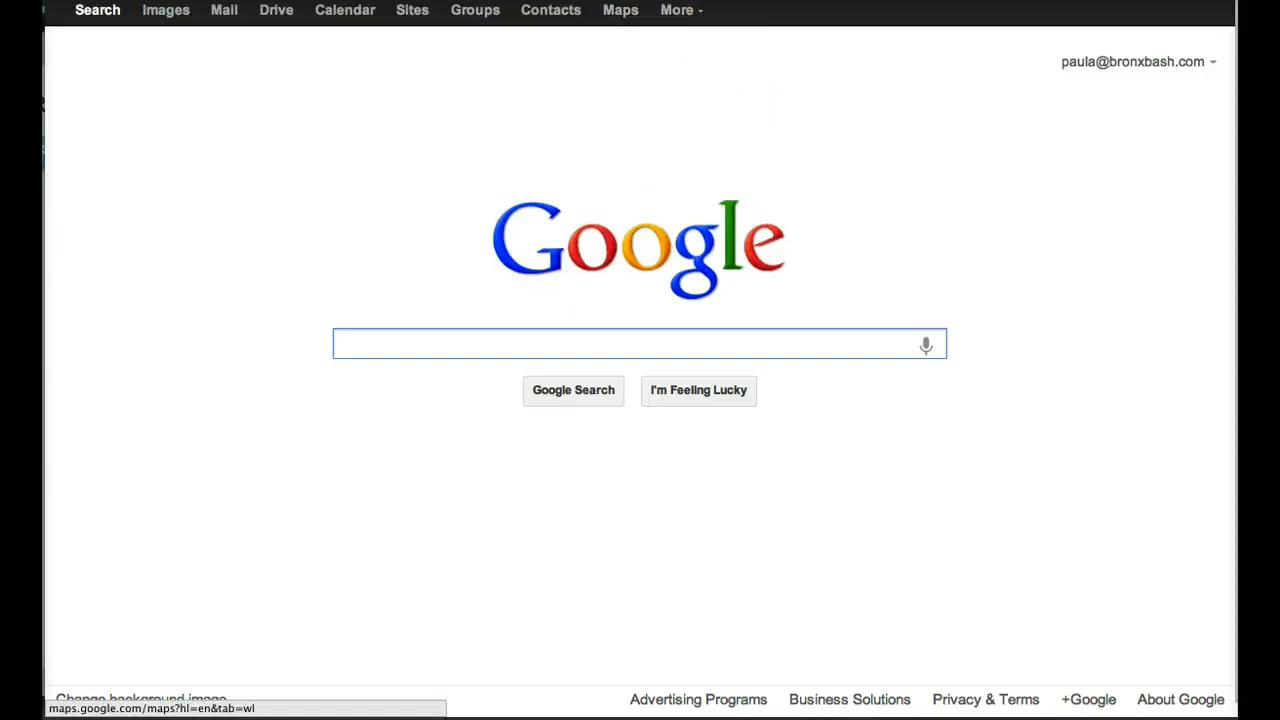 Search Images Mail Drive Calendar Sites Groups Contacts Maps More
paula@bronxbash.com
Google
Google Search I'm Feeling Lucky
Change background image Advertising Programs Business Solutions Privacy & Terms +Google About Google
maps.google.com/maps?hl=en&tab=wl